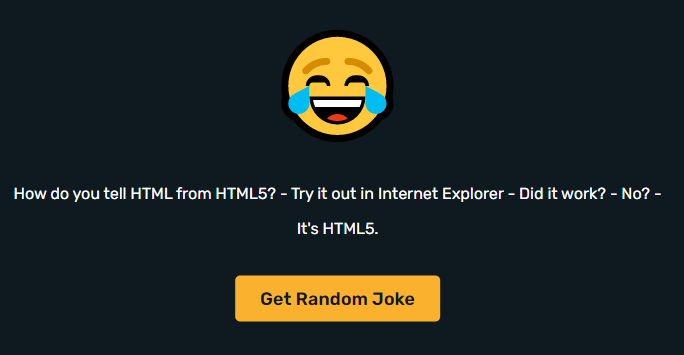 How do you tell HTML from HTML5? - Try it out in Internet Explorer - Did it work? - No? -
It's HTML5.
Get Random Joke